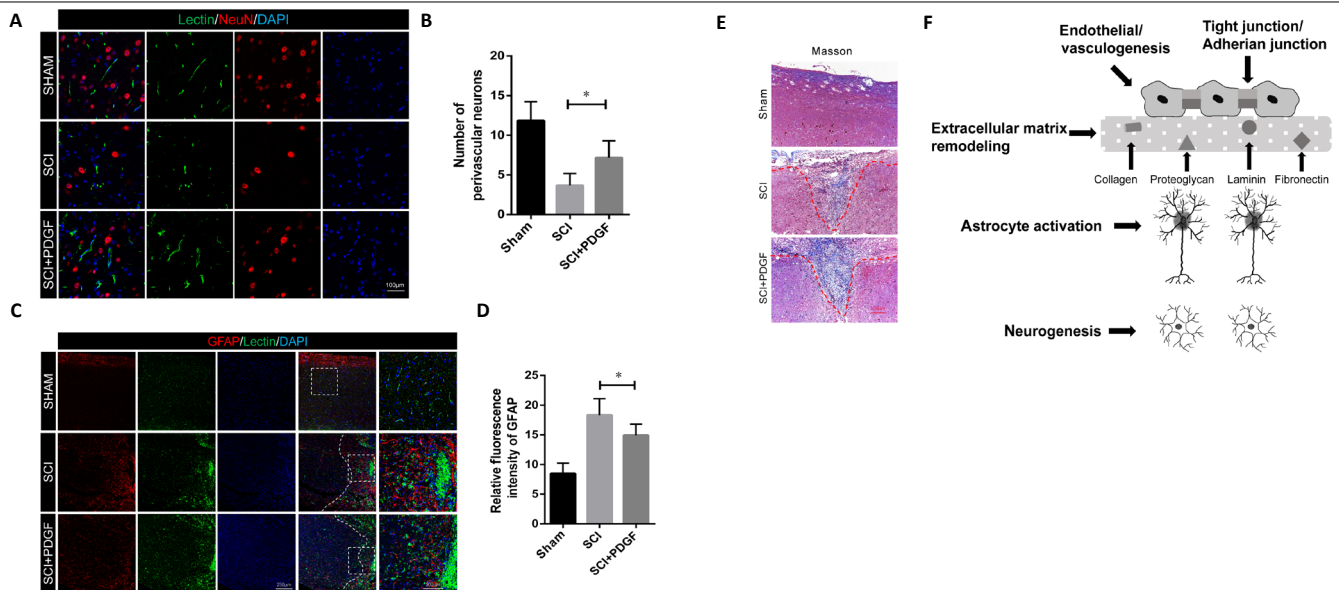 A
Lectin/NeuN/DAPI
SHAM
SCI
SCI+PDGF
100μm
B
Number of
perivascular neurons
20
15
10
5
0
*
Sham
SCI
SCI+PDGF
C
GFAP/Lectin/DAPI
SHAM
SCI
SCI+PDGF
D
Relative fluorescence
intensity of GFAP
25
20
15
10
5
0
*
Sham
SCI
SCI+PDGF
E
Masson
Sham
SCI
SCI+PDGF
F
Endothelial/
vasculogenesis
Tight junction/
Adherian junction
Extracellular matrix
remodeling
Collagen
Proteoglycan
Laminin
Fibronectin
Astrocyte activation
Neurogenesis